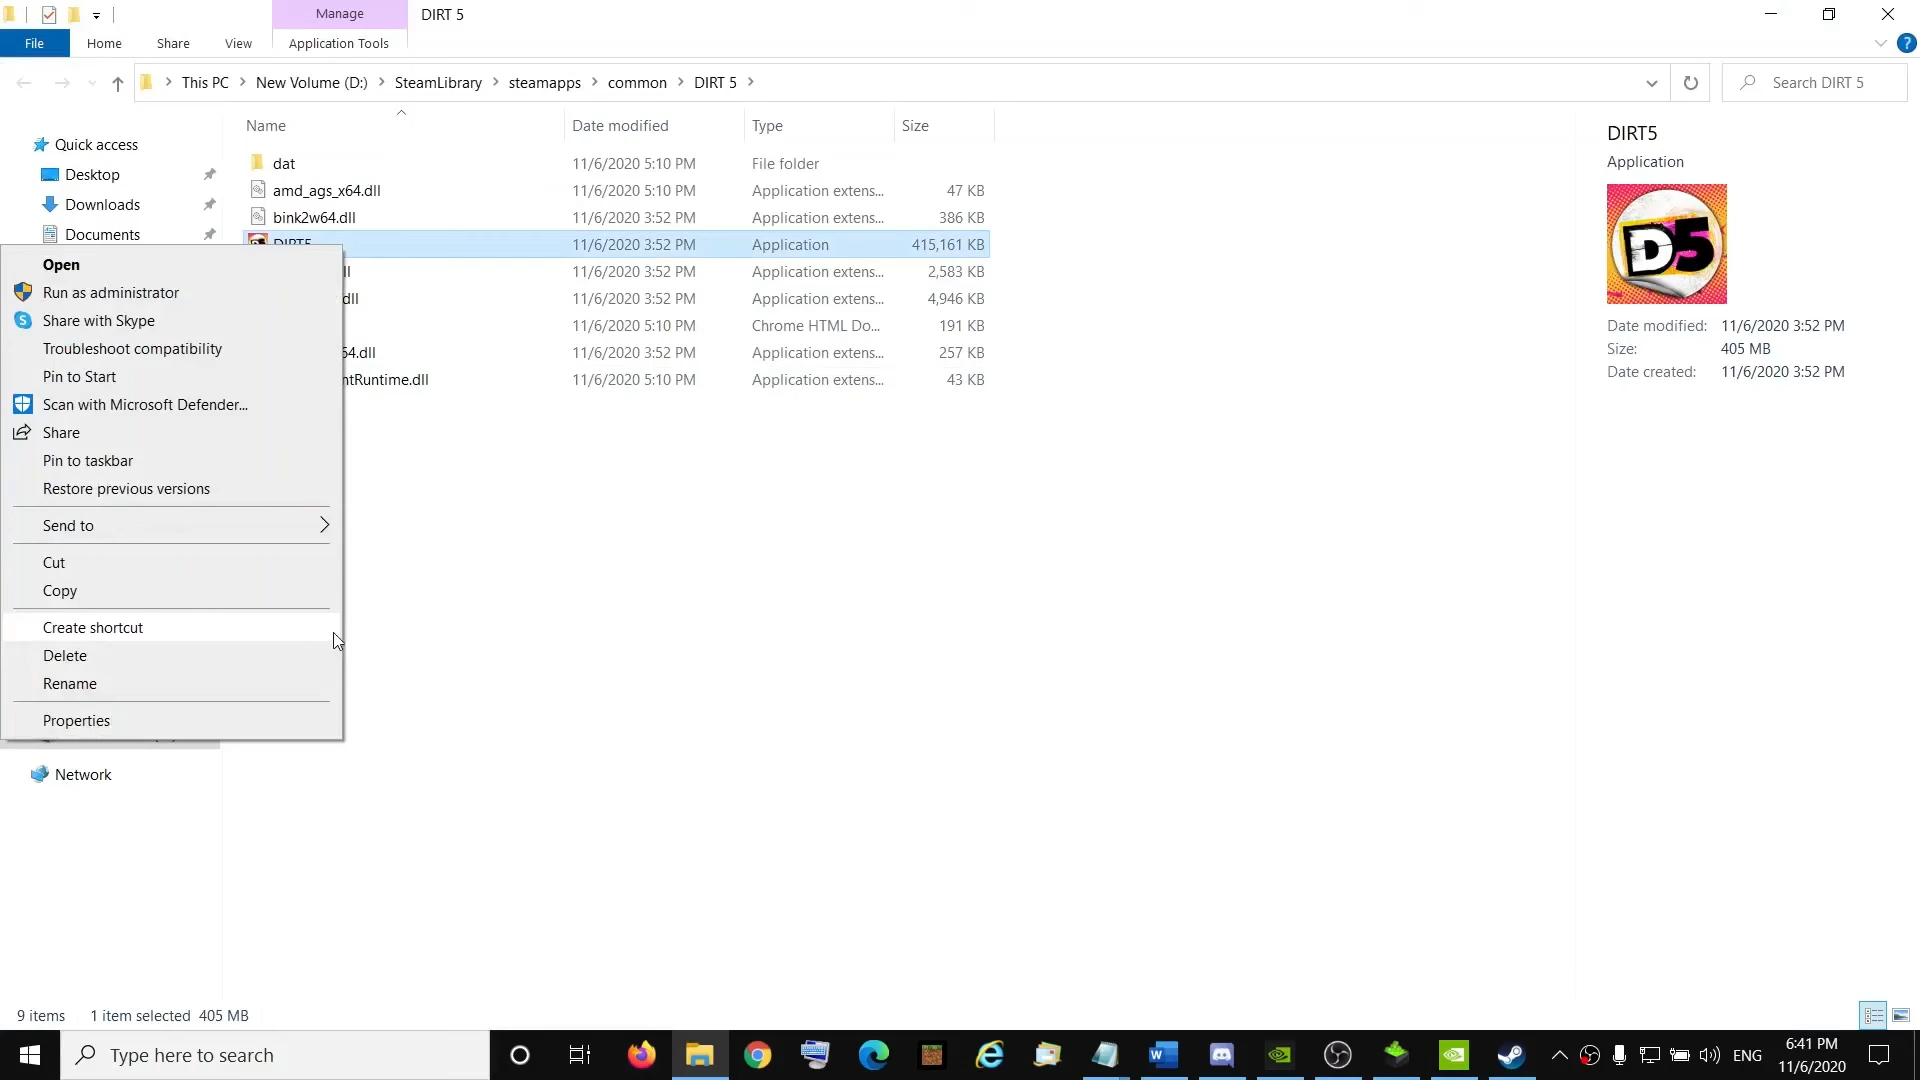 Manage
DIRT 5
File
Home
Share
View
Application Tools
This PC
New Volume (D:)
SteamLibrary
steamapps
common
DIRT 5
Search DIRT 5
Name
Date modified
Type
Size
Quick access
Desktop
Downloads
Documents
Network
dat 11/6/2020 5:10 PM File folder
amd_ags_x64.dll 11/6/2020 5:10 PM Application extens... 47 KB
bink2w64.dll 11/6/2020 3:52 PM Application extens... 386 KB
DIRT5 11/6/2020 3:52 PM Application 415,161 KB
ll 11/6/2020 3:52 PM Application extens... 2,583 KB
dll 11/6/2020 3:52 PM Application extens... 4,946 KB
11/6/2020 5:10 PM Chrome HTML Do... 191 KB
64.dll 11/6/2020 3:52 PM Application extens... 257 KB
ntRuntime.dll 11/6/2020 5:10 PM Application extens... 43 KB
Open
Run as administrator
Share with Skype
Troubleshoot compatibility
Pin to Start
Scan with Microsoft Defender...
Share
Pin to taskbar
Restore previous versions
Send to
Cut
Copy
Create shortcut
Delete
Rename
Properties
DIRT5
Application
D5
Date modified: 11/6/2020 3:52 PM
Size: 405 MB
Date created: 11/6/2020 3:52 PM
9 items 1 item selected 405 MB
Type here to search
ENG
6:41 PM
11/6/2020